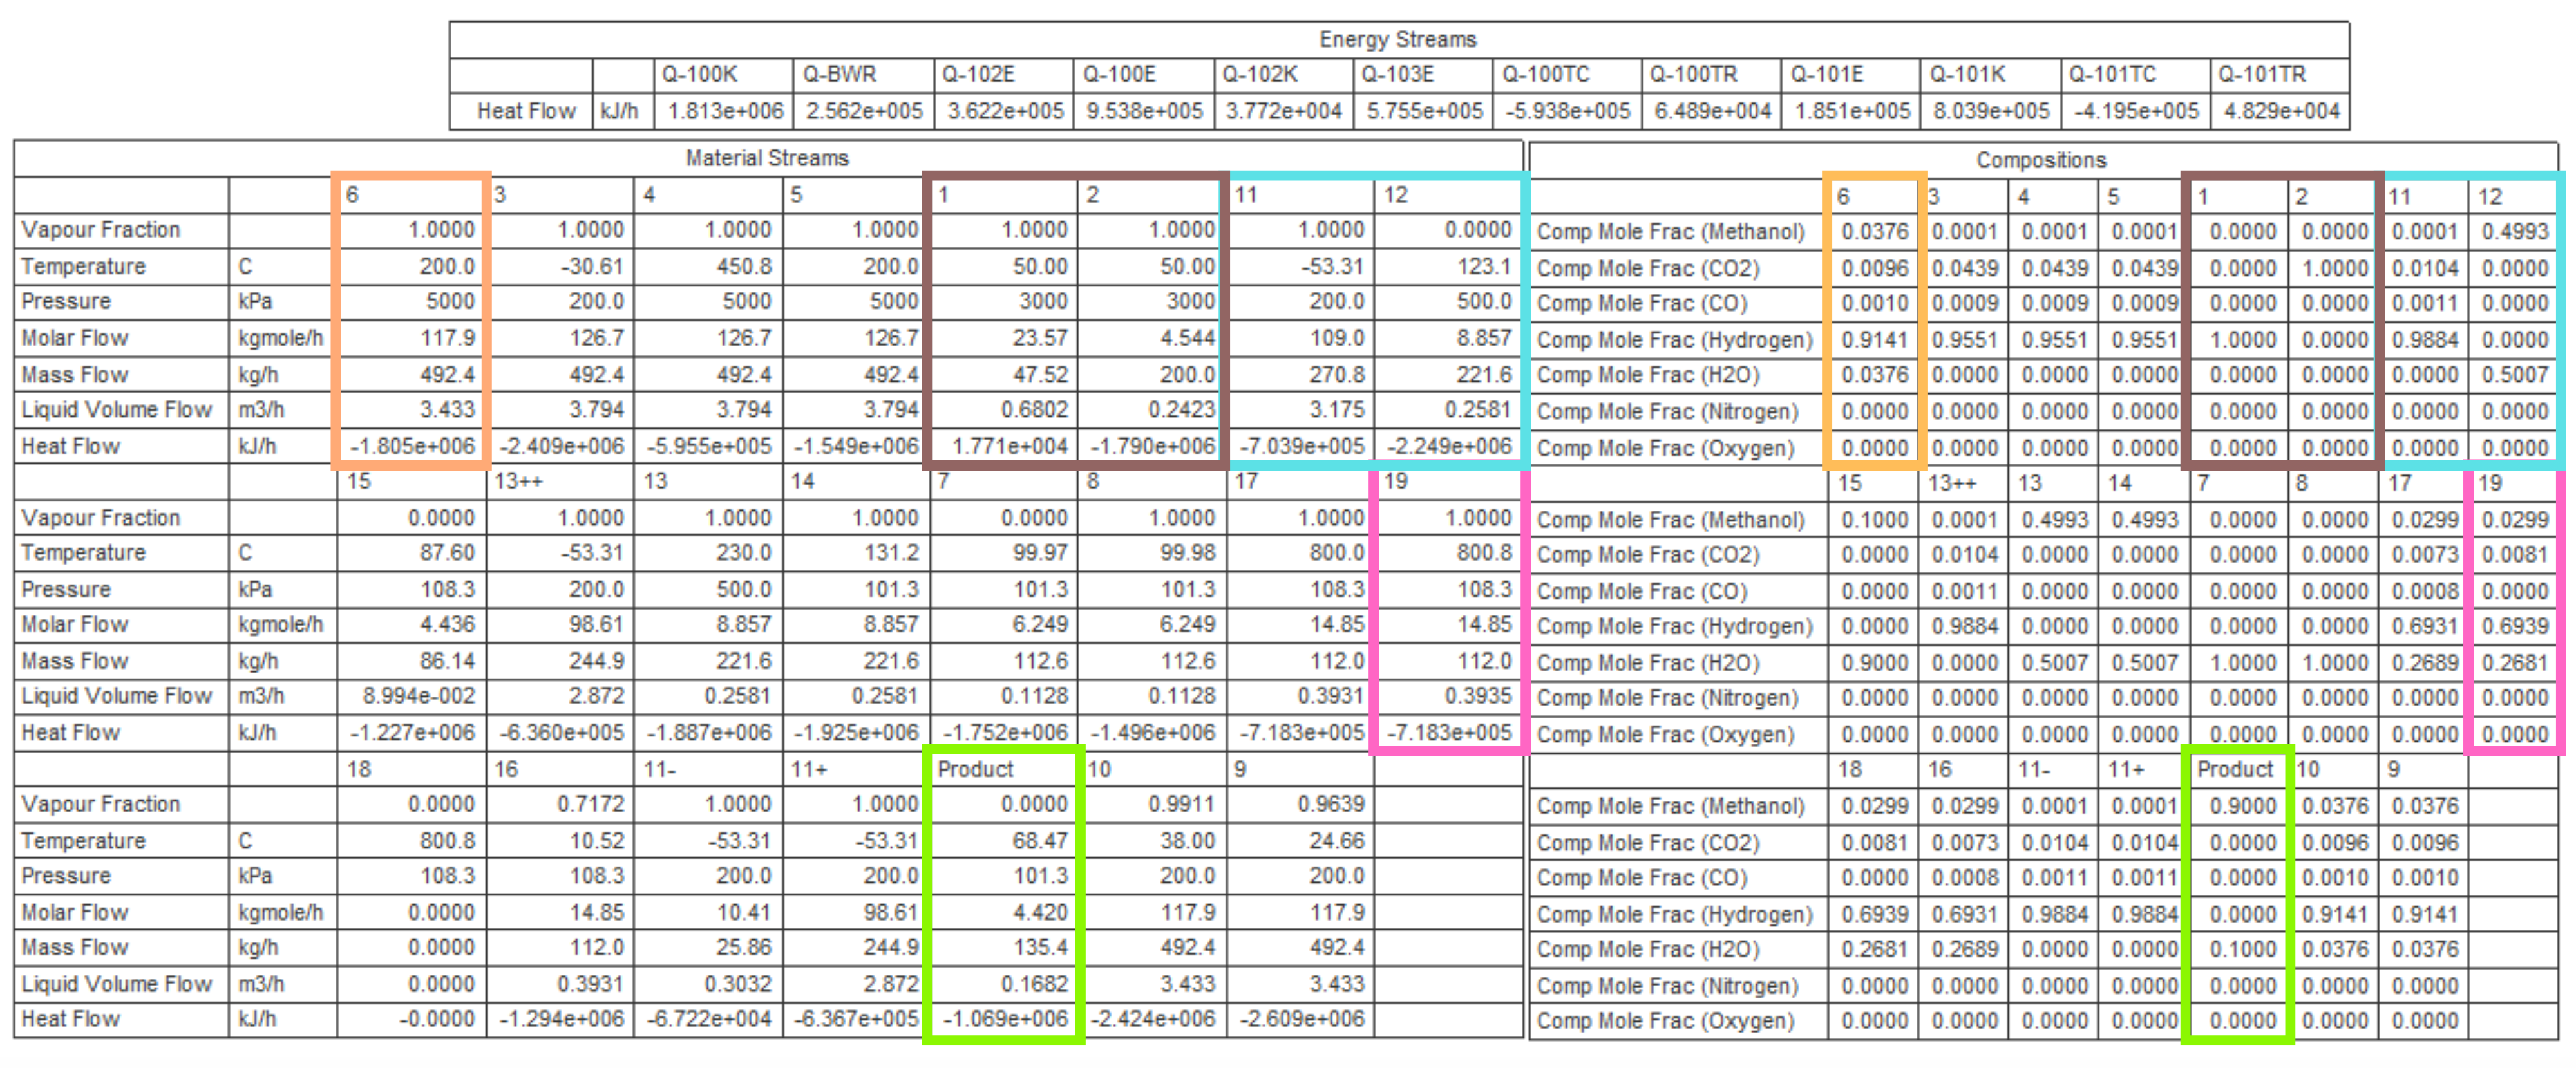 Energy Streams
Q-100K Q-BWR Q-102E Q-100E Q-102K Q-103E Q-100TC Q-100TR Q-101E Q-101K Q-101TC Q-101TR
Heat Flow kJ/h 1.813e+006 2.562e+005 3.622e+005 9.538e+005 3.772e+004 5.755e+005 -5.938e+005 6.489e+004 1.851e+005 8.039e+005 -4.195e+005 4.829e+004
Material Streams
6 3 4 5 1 2 11 12
Vapour Fraction 1.0000 1.0000 1.0000 1.0000 1.0000 1.0000 1.0000 0.0000
Temperature C 200.0 -30.61 450.8 200.0 50.00 50.00 -53.31 123.1
Pressure kPa 5000 200.0 5000 5000 3000 3000 200.0 500.0
Molar Flow kgmole/h 117.9 126.7 126.7 126.7 23.57 4.544 109.0 8.857
Mass Flow kg/h 492.4 492.4 492.4 492.4 47.52 200.0 270.8 221.6
Liquid Volume Flow m3/h 3.433 3.794 3.794 3.794 0.6802 0.2423 3.175 0.2581
Heat Flow kJ/h -1.805e+006 -2.409e+006 -5.955e+005 -1.549e+006 1.771e+004 -1.790e+006 -7.039e+005 -2.249e+006
15 13++ 13 14 7 8 17 19
Vapour Fraction 0.0000 1.0000 1.0000 1.0000 0.0000 1.0000 1.0000 1.0000
Temperature C 87.60 -53.31 230.0 131.2 99.97 99.98 800.0 800.8
Pressure kPa 108.3 200.0 500.0 101.3 101.3 101.3 108.3 108.3
Molar Flow kgmole/h 4.436 98.61 8.857 8.857 6.249 6.249 14.85 14.85
Mass Flow kg/h 86.14 244.9 221.6 221.6 112.6 112.6 112.0 112.0
Liquid Volume Flow m3/h 8.994e-002 2.872 0.2581 0.2581 0.1128 0.1128 0.3931 0.3935
Heat Flow kJ/h -1.227e+006 -6.360e+005 -1.887e+006 -1.925e+006 -1.752e+006 -1.496e+006 -7.183e+005 -7.183e+005
18 16 11- 11+ Product 10 9
Vapour Fraction 0.0000 0.7172 1.0000 1.0000 0.0000 0.9911 0.9639
Temperature C 800.8 10.52 -53.31 -53.31 68.47 38.00 24.66
Pressure kPa 108.3 108.3 200.0 200.0 101.3 200.0 200.0
Molar Flow kgmole/h 0.0000 14.85 10.41 98.61 4.420 117.9 117.9
Mass Flow kg/h 0.0000 112.0 25.86 244.9 135.4 492.4 492.4
Liquid Volume Flow m3/h 0.0000 0.3931 0.3032 2.872 0.1682 3.433 3.433
Heat Flow kJ/h -0.0000 -1.294e+006 -6.722e+004 -6.367e+005 -1.069e+006 -2.424e+006 -2.609e+006
Compositions
6 3 4 5 1 2 11 12
Comp Mole Frac (Methanol) 0.0376 0.0001 0.0001 0.0001 0.0000 0.0000 0.0001 0.4993
Comp Mole Frac (CO2) 0.0096 0.0439 0.0439 0.0439 0.0000 1.0000 0.0104 0.0000
Comp Mole Frac (CO) 0.0010 0.0009 0.0009 0.0009 0.0000 0.0000 0.0011 0.0000
Comp Mole Frac (Hydrogen) 0.9141 0.9551 0.9551 0.9551 1.0000 0.0000 0.9884 0.0000
Comp Mole Frac (H2O) 0.0376 0.0000 0.0000 0.0000 0.0000 0.0000 0.0000 0.5007
Comp Mole Frac (Nitrogen) 0.0000 0.0000 0.0000 0.0000 0.0000 0.0000 0.0000 0.0000
Comp Mole Frac (Oxygen) 0.0000 0.0000 0.0000 0.0000 0.0000 0.0000 0.0000 0.0000
15 13++ 13 14 7 8 17 19
Comp Mole Frac (Methanol) 0.1000 0.0001 0.4993 0.4993 0.0000 0.0000 0.0299 0.0299
Comp Mole Frac (CO2) 0.0000 0.0104 0.0000 0.0000 0.0000 0.0000 0.0073 0.0081
Comp Mole Frac (CO) 0.0000 0.0011 0.0000 0.0000 0.0000 0.0000 0.0008 0.0000
Comp Mole Frac (Hydrogen) 0.0000 0.9884 0.0000 0.0000 0.0000 0.0000 0.6931 0.6939
Comp Mole Frac (H2O) 0.9000 0.0000 0.5007 0.5007 1.0000 1.0000 0.2689 0.2681
Comp Mole Frac (Nitrogen) 0.0000 0.0000 0.0000 0.0000 0.0000 0.0000 0.0000 0.0000
Comp Mole Frac (Oxygen) 0.0000 0.0000 0.0000 0.0000 0.0000 0.0000 0.0000 0.0000
18 16 11- 11+ Product 10 9
Comp Mole Frac (Methanol) 0.0299 0.0299 0.0001 0.0001 0.9000 0.0376 0.0376
Comp Mole Frac (CO2) 0.0081 0.0073 0.0104 0.0104 0.0000 0.0096 0.0096
Comp Mole Frac (CO) 0.0000 0.0008 0.0011 0.0011 0.0000 0.0010 0.0010
Comp Mole Frac (Hydrogen) 0.6939 0.6931 0.9884 0.9884 0.0000 0.9141 0.9141
Comp Mole Frac (H2O) 0.2681 0.2689 0.0000 0.0000 0.1000 0.0376 0.0376
Comp Mole Frac (Nitrogen) 0.0000 0.0000 0.0000 0.0000 0.0000 0.0000 0.0000
Comp Mole Frac (Oxygen) 0.0000 0.0000 0.0000 0.0000 0.0000 0.0000 0.0000